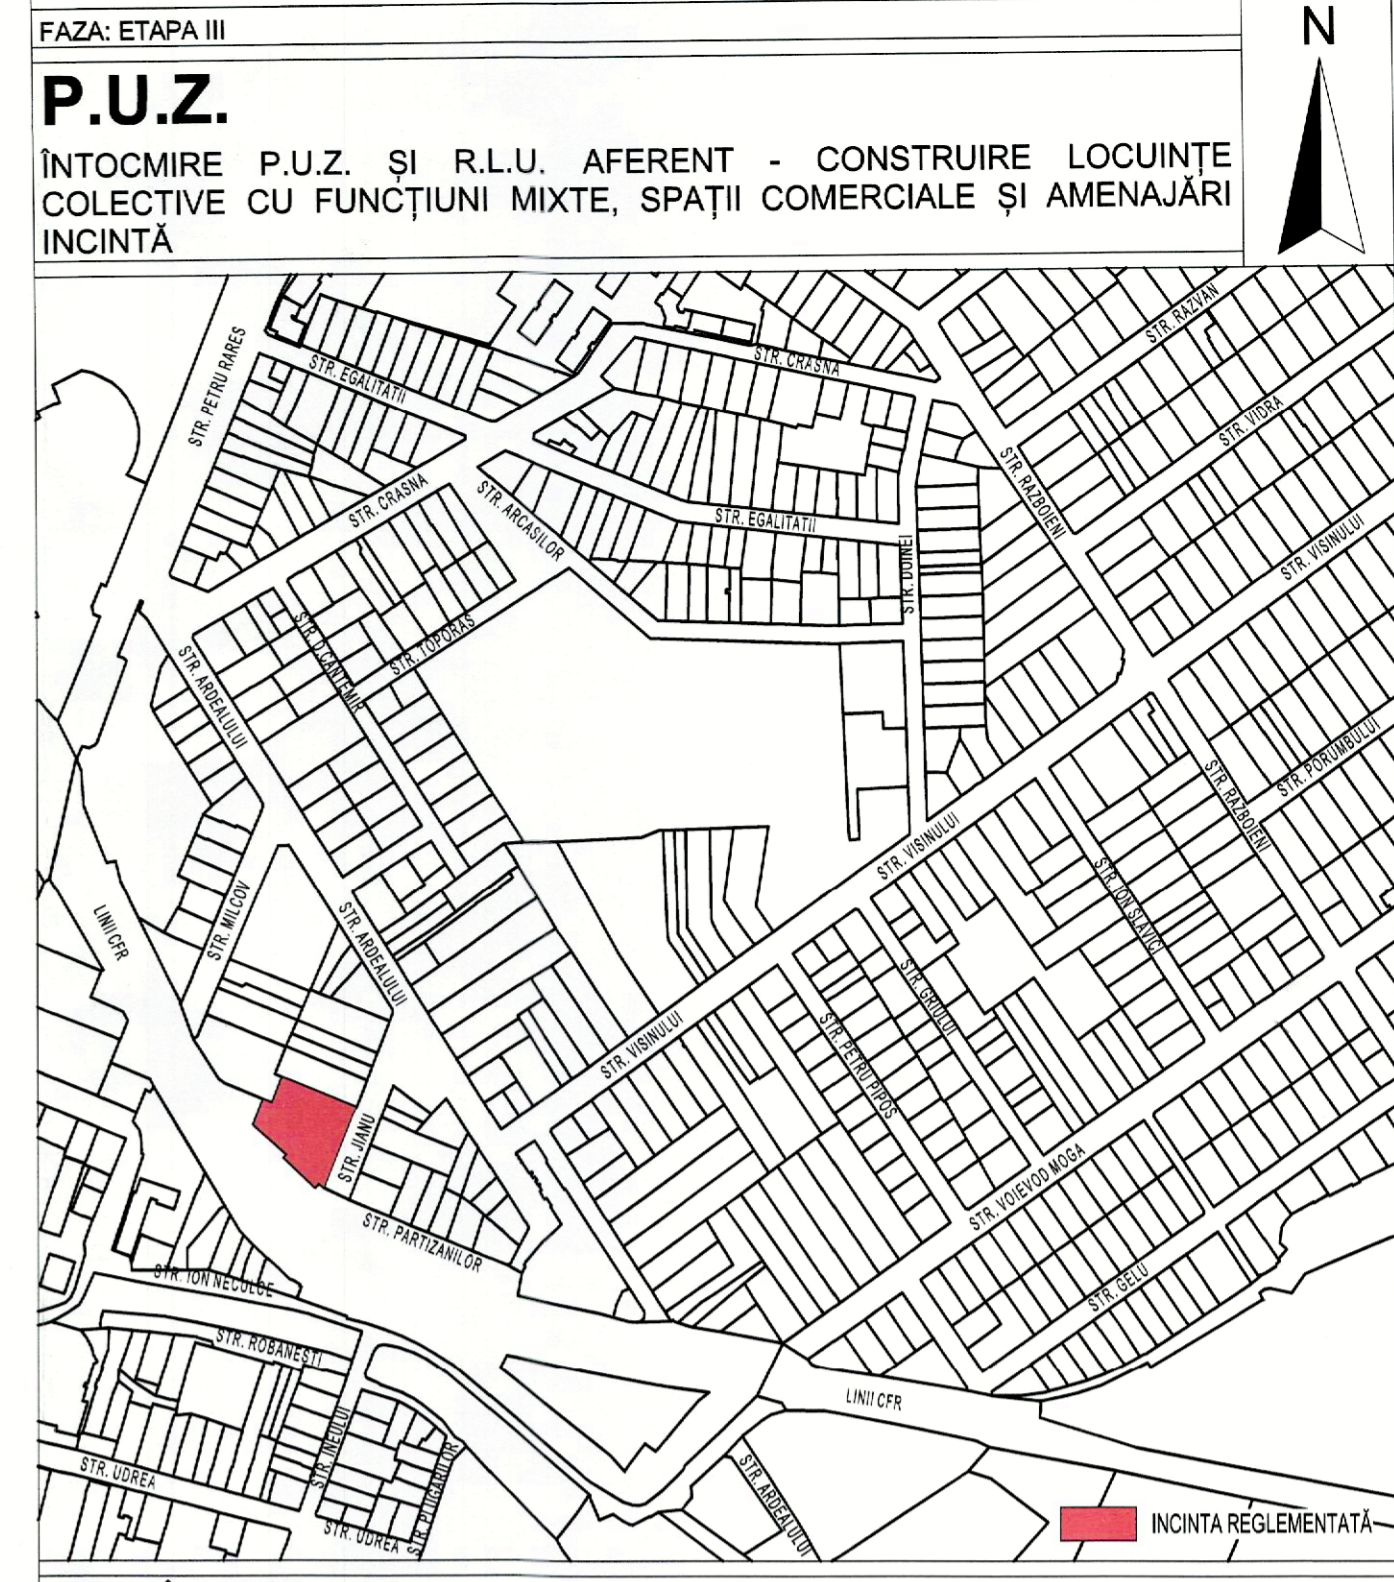 FAZA: ETAPA III
N
P.U.Z.
ÎNTOCMIRE P.U.Z. ȘI R.L.U. AFERENT - CONSTRUIRE LOCUINȚE
COLECTIVE CU FUNCȚIUNI MIXTE, SPAȚII COMERCIALE ȘI AMENAJĂRI
INCINTĂ
STR. PETRU RARES
STR. EGALITATII
STR. CRASNA
STR. RAZVAN
STR. VIDRA
STR. CRASNA
STR. ARCASILOR
STR. EGALITATII
STR. RAZBOIENI
STR. VISINULUI
STR. DOINEI
STR. D.CANTEMIR
STR. TOPORAS
STR. ARDEALULUI
STR. PORUMBULUI
STR. RAZBOIENI
STR. VISINULUI
STR. ION SLAVICI
LINII CFR
STR. MILCOV
STR. ARDEALULUI
STR. GRIULUI
STR. VISINULUI
STR. PETRU PIPOS
STR. JIANU
STR. VOIEVOD MOGA
STR. PARTIZANILOR
STR. ION NECULCE
STR. GELU
STR. ROBANESTI
LINII CFR
STR. INEULUI
STR. UDREA
STR. PLUGARILOR
STR. ARDEALULUI
STR. UDREA
INCINTA REGLEMENTATĂ